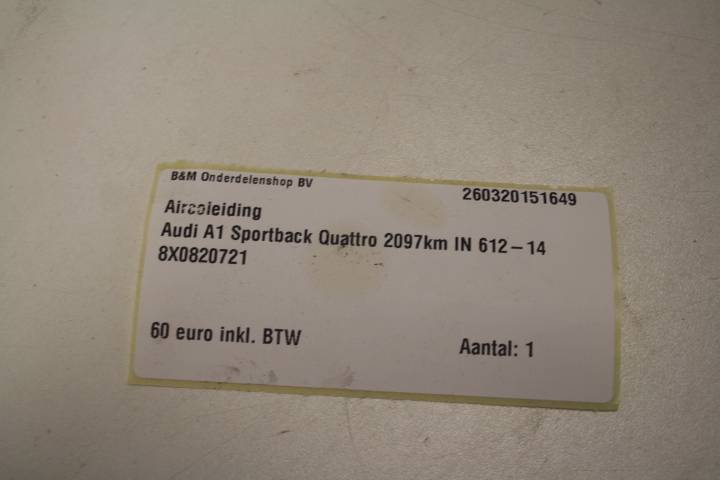 B&M Onderdelenshop BV
260320151649
Aircoleiding
Audi A1 Sportback Quattro 2097km IN 612-14
8X0820721
60 euro inkl. BTW
Aantal: 1